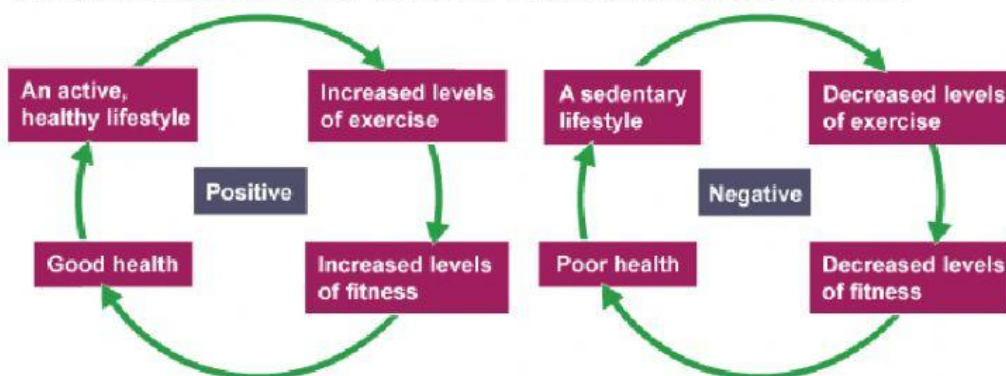 An active,
healthy lifestyle
Increased levels
of exercise
Positive
Good health
Increased levels
of fitness
A sedentary
lifestyle
Decreased levels
of exercise
Negative
Poor health
Decreased levels
of fitness